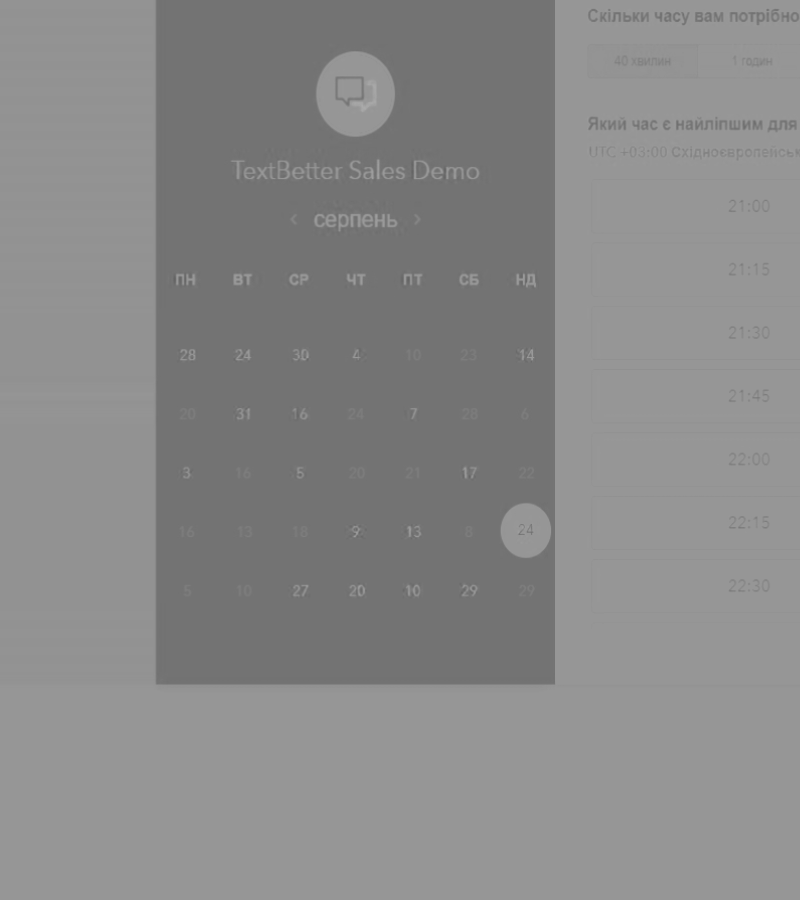 TextBetter Sales Demo
‹ серпень ›
ПН ВТ СР ЧТ ПТ СБ НД
28 24 30 4 10 23 14
20 31 16 24 7 28 6
3 16 5 20 21 17 22
16 13 18 9 13 8 24
5 10 27 20 10 29 29
Скільки часу вам потрібно
40 хвилин 1 годин
Який час є найліпшим для
UTC +03:00
21:00
21:15
21:30
21:45
22:00
22:15
22:30